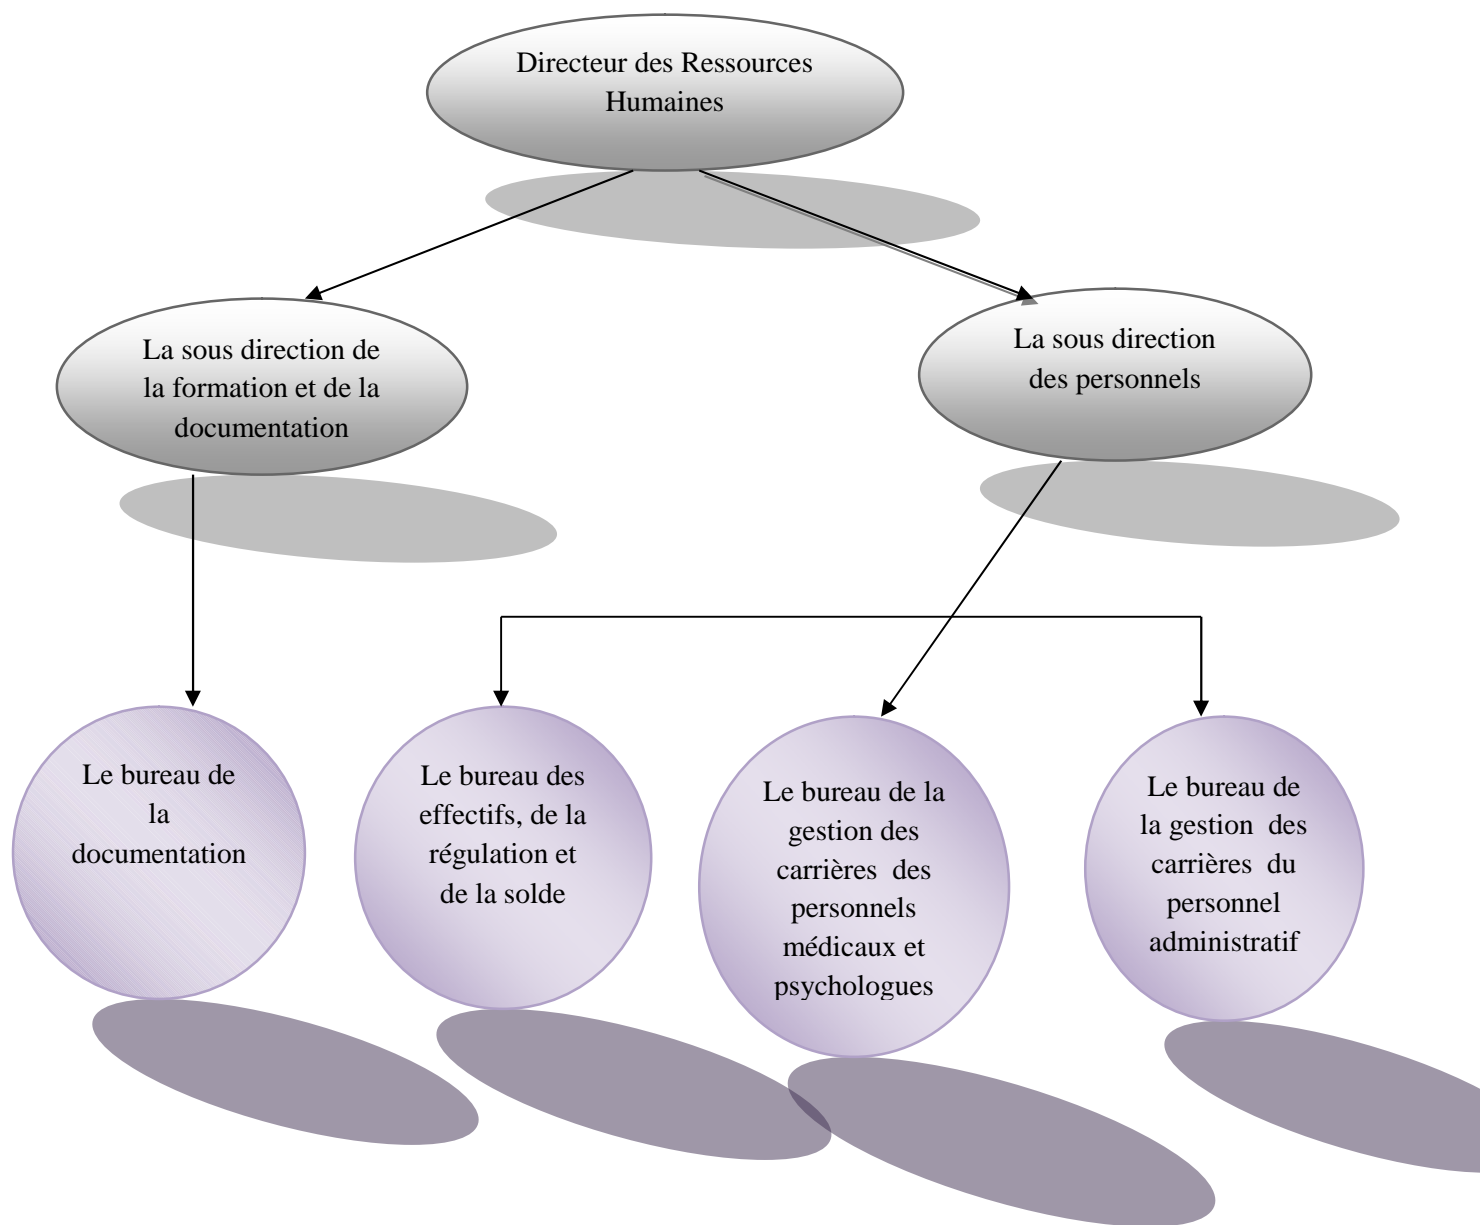 Directeur des Ressources
Humaines
La sous direction de
la formation et de la
documentation
La sous direction
des personnels
Le bureau de
la
documentation
Le bureau des
effectifs, de la
régulation et
de la solde
Le bureau de la
gestion des
carrières des
personnels
médicaux et
psychologues
Le bureau de
la gestion des
carrières du
personnel
administratif